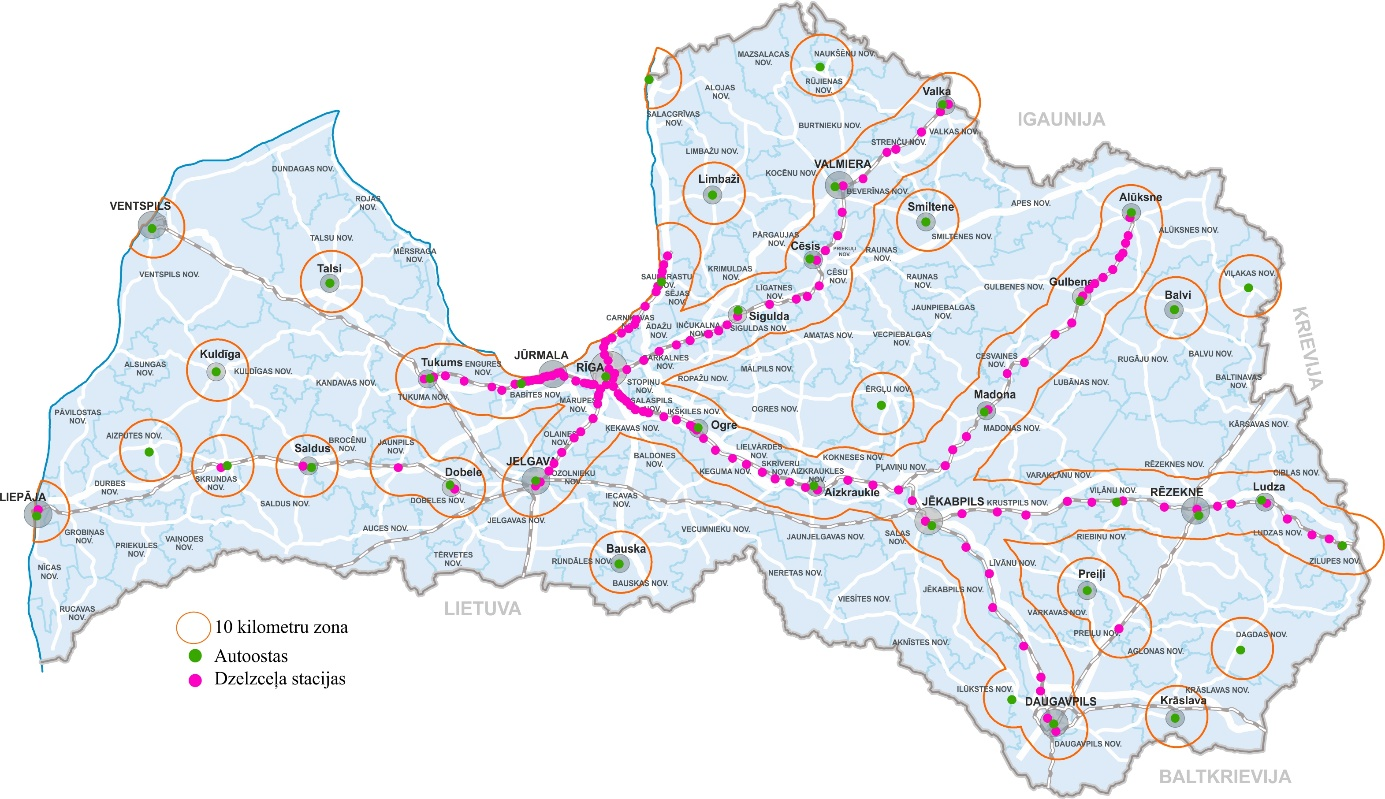 MAZSALACAS
NOV.
NAUKŠĒNU NOV.
RŪJIENAS
NOV.
ALOJAS
NOV.
Valka
SALACGRĪVAS
NOV.
BURTNIEKU NOV.
VALKAS NOV.
IGAUNIJA
STRENČU NOV.
LIMBAŽU NOV.
VALMIERA
KOCĒNU NOV.
BEVERĪNAS NOV.
Limbaži
DUNDAGAS NOV.
ROJAS
NOV.
VENTSPILS
Smiltene
APES NOV.
Alūksne
ALŪKSNES NOV.
SMILTENES NOV.
TALSU NOV.
PĀRGAUJAS
NOV.
Cēsis
PRIEKUĻU
NOV.
RAUNAS
NOV.
MĒRSRAGA
NOV.
VENTSPILS NOV.
Talsi
SAULKRASTU
NOV.
SĒJAS
NOV.
KRIMULDAS
NOV.
LĪGATNES
NOV.
CĒSU
NOV.
RAUNAS
NOV.
GULBENES NOV.
Gulbene
Balvi
VIĻAKAS NOV.
CARNIKAVAS
NOV.
ĀDAŽU
NOV.
INČUKALNA
NOV.
Sigulda
SIGULDAS NOV.
JAUNPIEBALGAS
NOV.
AMATAS NOV.
VECPIEBALGAS
NOV.
KRIEVIJA
Kuldīga
KULDĪGAS NOV.
ALSUNGAS
NOV.
KANDAVAS NOV.
Tukums
ENGURES
NOV.
TUKUMA NOV.
JŪRMALA
RĪGA
GARKALNES
NOV.
STOPIŅU
NOV.
ROPAŽU NOV.
MĀLPILS NOV.
CESVAINES
NOV.
RUGĀJU NOV.
BALVU NOV.
BALTINAVAS
NOV.
LUBĀNAS NOV.
BABĪTES NOV.
MĀRUPES
NOV.
SALASPILS
NOV.
IKŠĶILES NOV.
OGRES NOV.
ĒRGĻU NOV.
Madona
MADONAS NOV.
KĀRSAVAS NOV.
PĀVILOSTAS
NOV.
AIZPUTES NOV.
Saldus
BROCĒNU
NOV.
JAUNPILS
NOV.
OLAINES
NOV.
ĶEKAVAS NOV.
Ogre
BALDONES
NOV.
LIELVĀRDES
NOV.
ĶEGUMA NOV.
SKRĪVERU
NOV.
AIZKRAUKLES
NOV.
KOKNESES NOV.
PĻAVIŅU NOV.
VARAKĻĀNU NOV.
RĒZEKNES NOV.
CIBLAS NOV.
LIEPĀJA
DURBES
NOV.
SKRUNDAS
NOV.
SALDUS NOV.
Dobele
DOBELES NOV.
JELGAVA
OZOLNIEKU
NOV.
IECAVAS
NOV.
Aizkraukle
JĒKABPILS
KRUSTPILS NOV.
VIĻĀNU NOV.
RĒZEKNE
Ludza
LUDZAS NOV.
ZILUPES NOV.
GROBIŅAS
NOV.
PRIEKULES
NOV.
VAIŅODES
NOV.
AUCES NOV.
JELGAVAS NOV.
TĒRVETES
NOV.
VECUMNIEKU NOV.
JAUNJELGAVAS NOV.
SALAS
NOV.
RIEBIŅU NOV.
NĪCAS
NOV.
RUCAVAS
NOV.
RUNDĀLES NOV.
Bauska
BAUSKAS NOV.
NERETAS NOV.
VIESĪTES NOV.
JĒKABPILS NOV.
LĪVĀNU
NOV.
Preiļi
VĀRKAVAS NOV.
PREIĻU NOV.
LIETUVA
AKNĪSTES NOV.
AGLONAS NOV.
DAGDAS NOV.
ILŪKSTES NOV.
DAUGAVPILS
DAUGAVPILS NOV.
KRĀSLAVAS NOV.
Krāslava
BALTKRIEVIJA
10 kilometru zona
Autoostas
Dzelzceļa stacijas